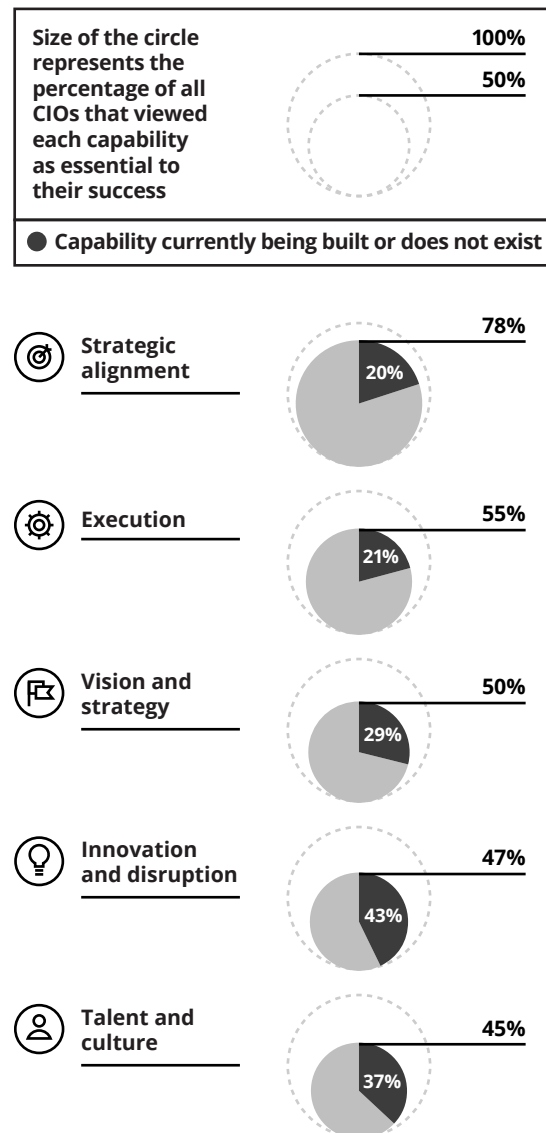 Size of the circle
represents the
percentage of all
CIOs that viewed
each capability
as essential to
their success
100%
50%
Capability currently being built or does not exist
Strategic
alignment
78%
20%
Execution
55%
21%
Vision and
strategy
50%
29%
Innovation
and disruption
47%
43%
Talent and
culture
45%
37%